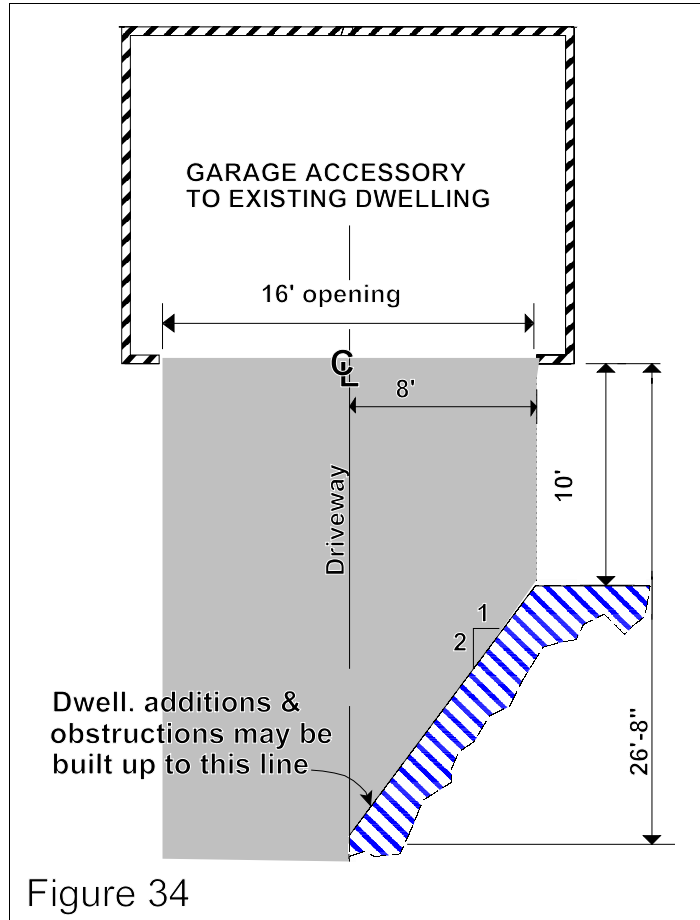 GARAGE ACCESSORY
TO EXISTING DWELLING
16' opening
CL
8'
Driveway
10'
1
2
Dwell. additions &
obstructions may be
built up to this line
26'-8"
Figure 34